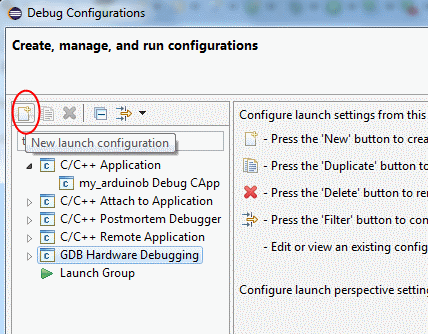 Debug Configurations
Create, manage, and run configurations
New launch configuration
C/C++ Application
my_arduinob Debug CApp
C/C++ Attach to Application
C/C++ Postmortem Debugger
C/C++ Remote Application
GDB Hardware Debugging
Launch Group
Configure launch settings from this
- Press the 'New' button to crea
- Press the 'Duplicate' button to
- Press the 'Delete' button to re
- Press the 'Filter' button to con
- Edit or view an existing config
Configure launch perspective settin